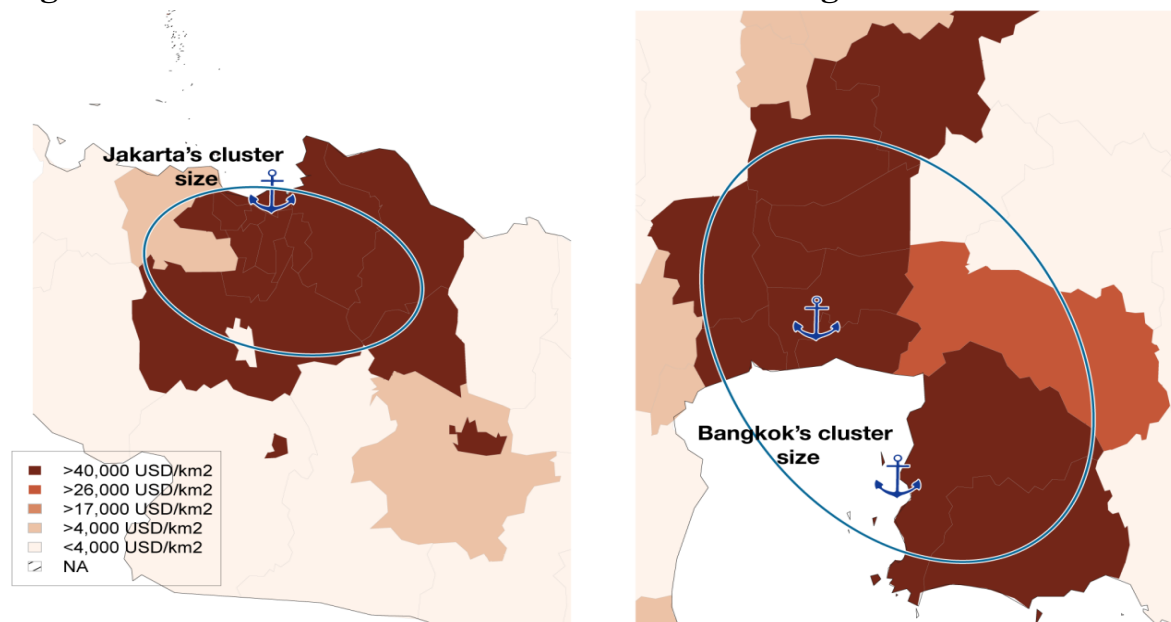 Jakarta's cluster
size
Bangkok's cluster
size
>40,000 USD/km2
>26,000 USD/km2
>17,000 USD/km2
>4,000 USD/km2
<4,000 USD/km2
NA